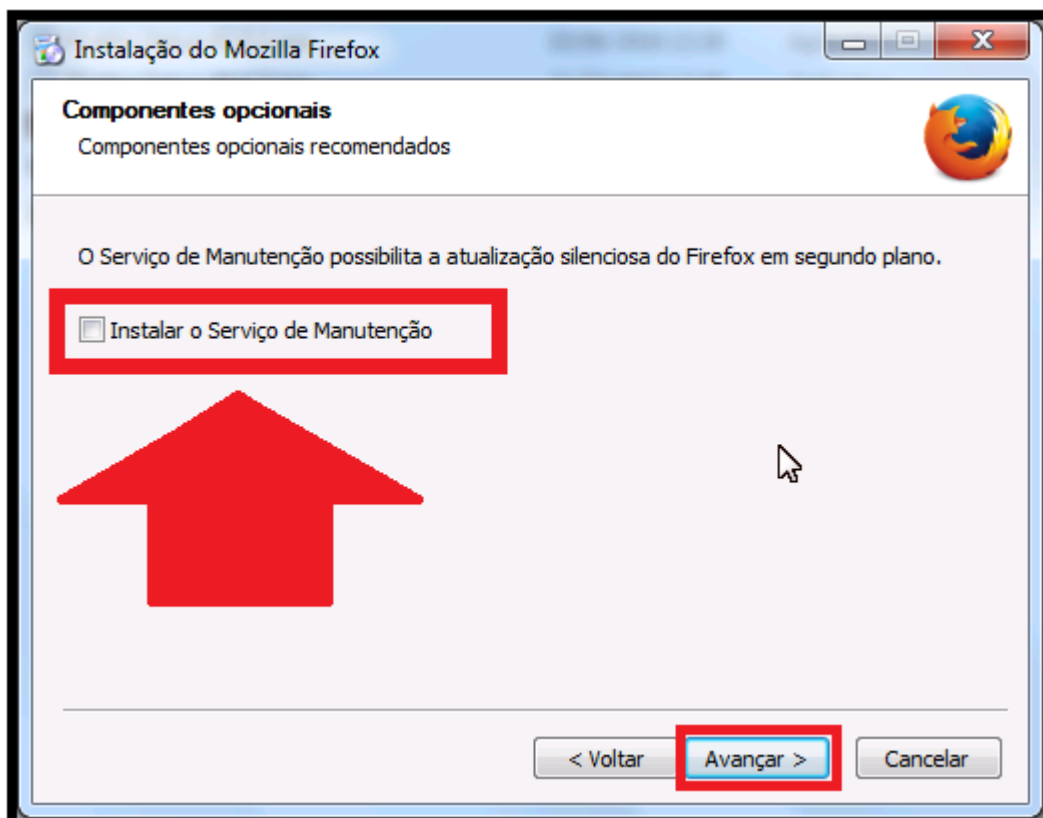 Instalação do Mozilla Firefox
Componentes opcionais
Componentes opcionais recomendados
O Serviço de Manutenção possibilita a atualização silenciosa do Firefox em segundo plano.
Instalar o Serviço de Manutenção
< Voltar
Avançar >
Cancelar